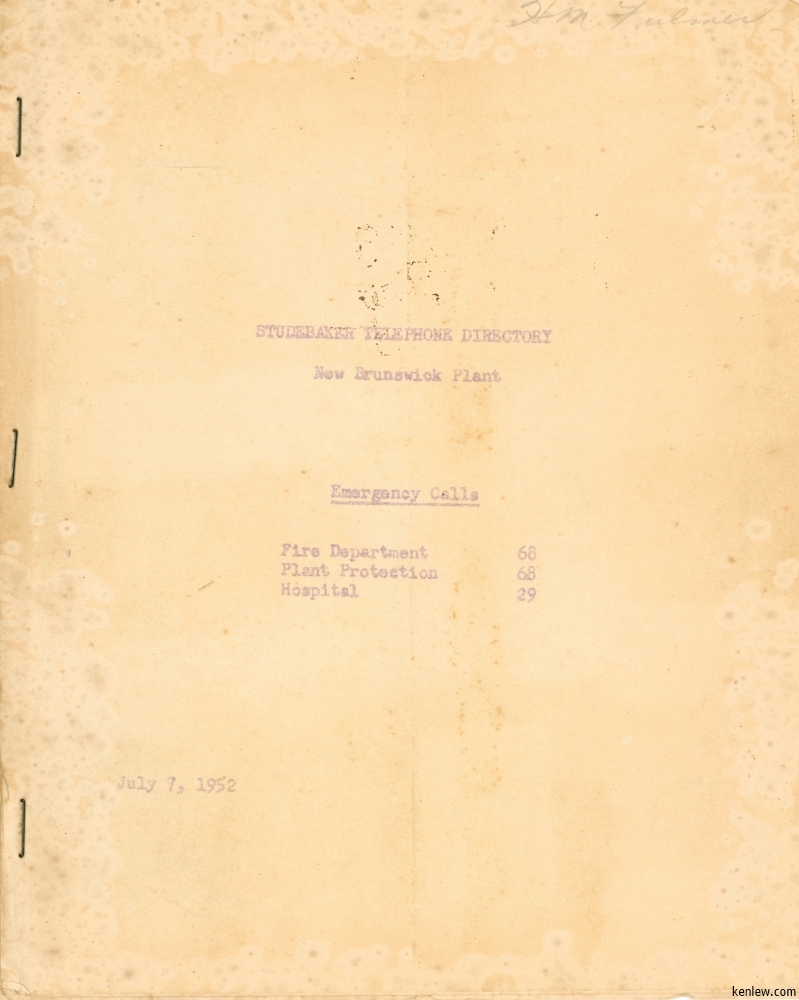 H M. Fulmer
STUDEBAKER TELEPHONE DIRECTORY
New Brunswick Plant
Emergency Calls
Fire Department 68
Plant Protection 68
Hospital 29
July 7, 1952
kenlew.com